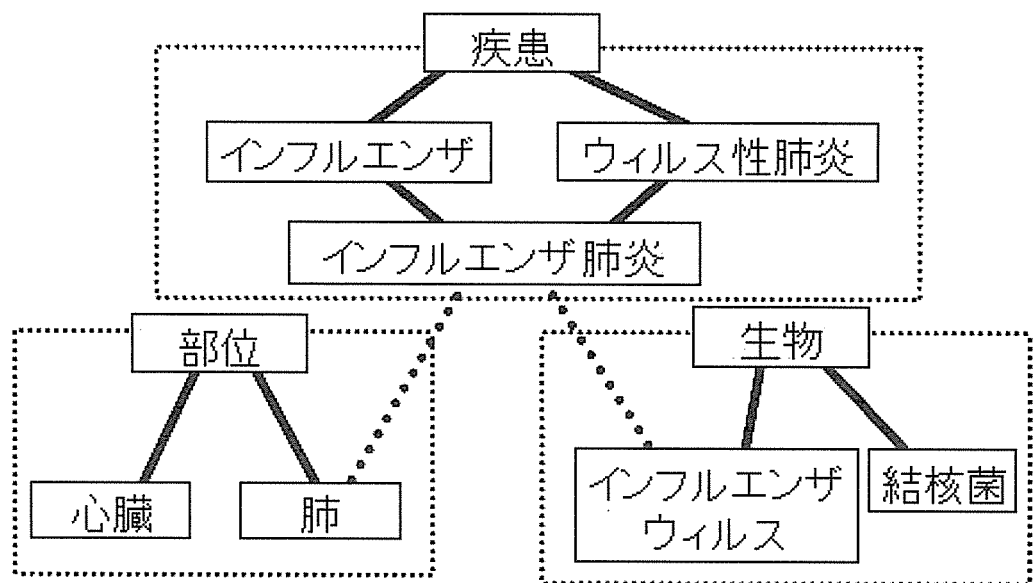 疾患
インフルエンザ
ウィルス性肺炎
インフルエンザ肺炎
部位
心臓
肺
生物
インフルエンザ
ウィルス
結核菌